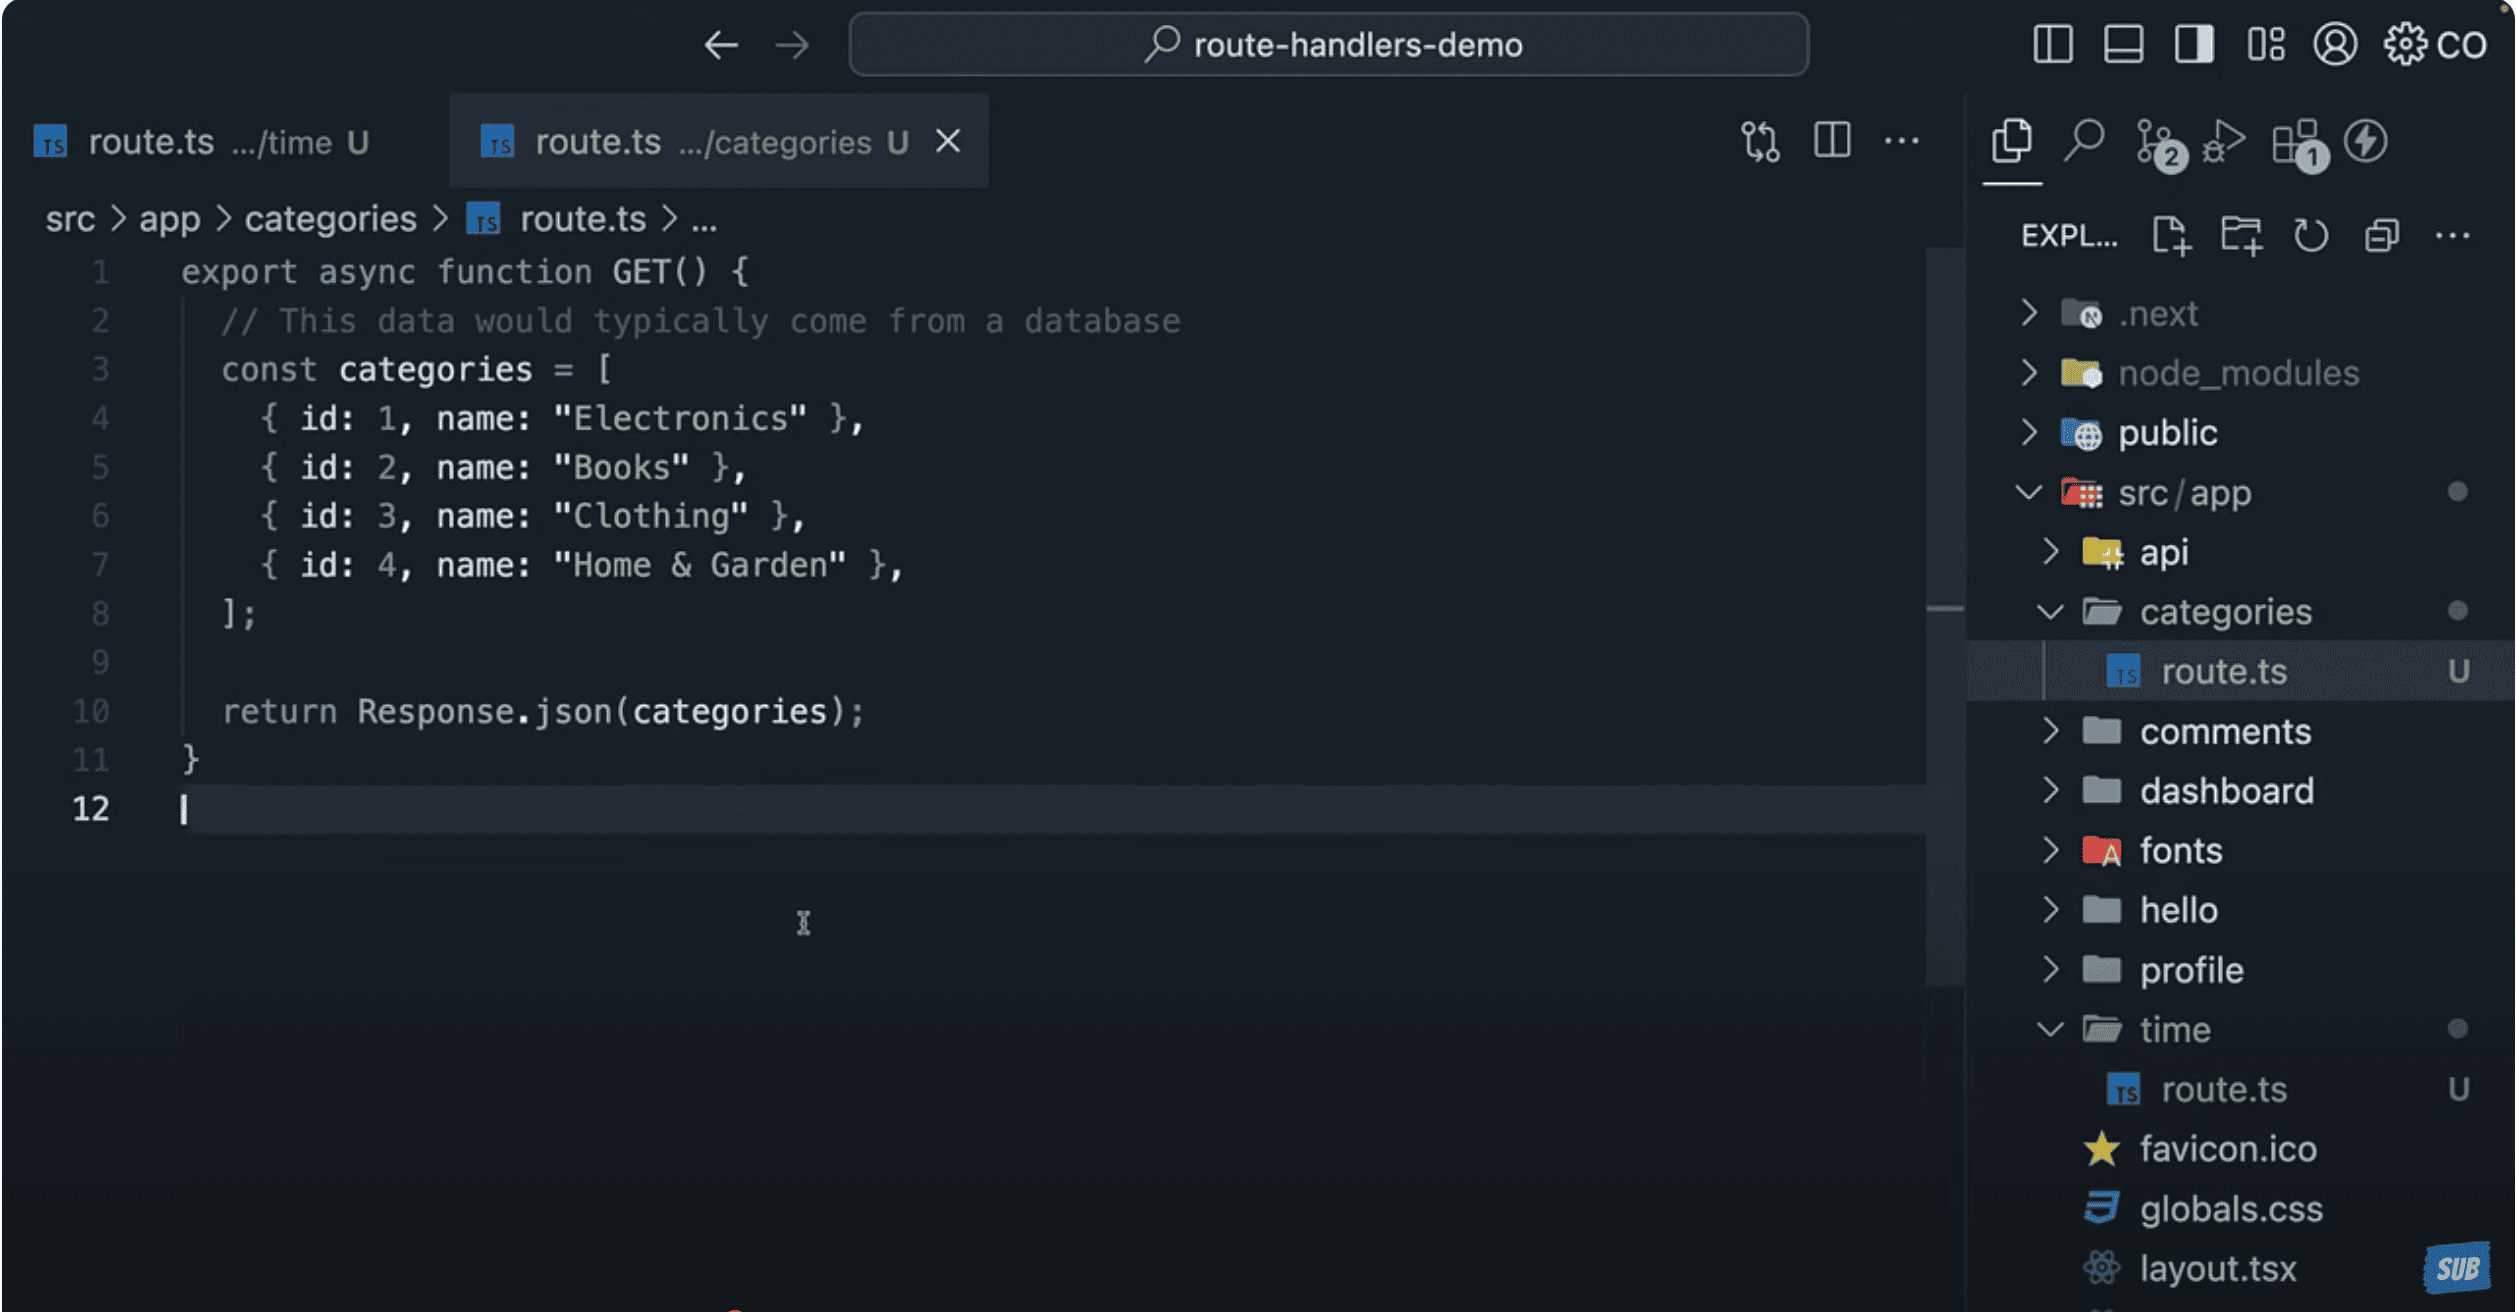 route-handlers-demo
CO
route.ts .../time U
route.ts .../categories U
2
1
src > app > categories > TS route.ts > ...
EXPL...
1 export async function GET() {
2 // This data would typically come from a database
3 const categories = [
4 { id: 1, name: "Electronics" },
5 { id: 2, name: "Books" },
6 { id: 3, name: "Clothing" },
7 { id: 4, name: "Home & Garden" },
8 ];
9
10 return Response.json(categories);
11 }
12
.next
node_modules
public
src/app
api
categories
TS route.ts U
comments
dashboard
fonts
hello
profile
time
TS route.ts U
favicon.ico
globals.css
layout.tsx
SUB